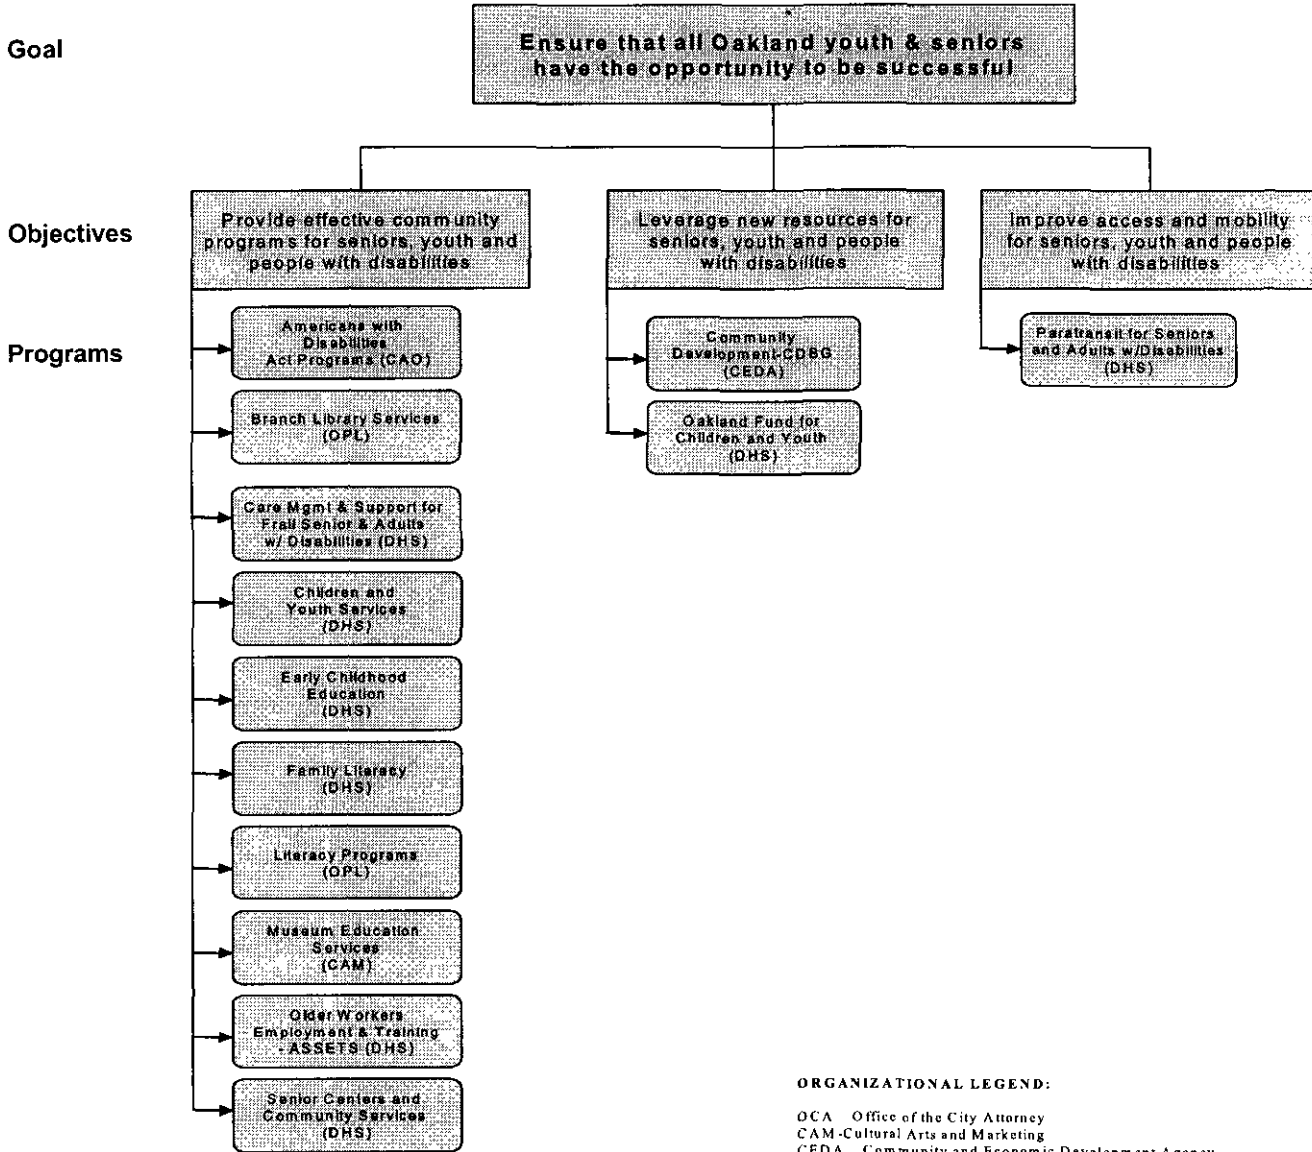 Goal
Ensure that all Oakland youth & seniors
have the opportunity to be successful
Objectives
Provide effective community
programs for seniors, youth and
people with disabilities
Leverage new resources for
seniors, youth and people
with disabilities
Improve access and mobility
for seniors, youth and people
with disabilities
Programs
Americans with
Disabilities
Act Programs (CAO)
Branch Library Services
(OPL)
Care Mgmt & Support for
Frail Senior & Adults
w/ Disabilities (DHS)
Children and
Youth Services
(DHS)
Early Childhood
Education
(DHS)
Family Literacy
(DHS)
Literacy Programs
(OPL)
Museum Education
Services
(CAM)
Older Workers
Employment & Training
- ASSETS (DHS)
Senior Centers and
Community Services
(DHS)
Community
Development-CDBG
(CEDA)
Oakland Fund for
Children and Youth
(DHS)
Paratransit for Seniors
and Adults w/Disabilities
(DHS)
ORGANIZATIONAL LEGEND:
OCA Office of the City Attorney
CAM-Cultural Arts and Marketing
CEDA Community and Economic Development Agency